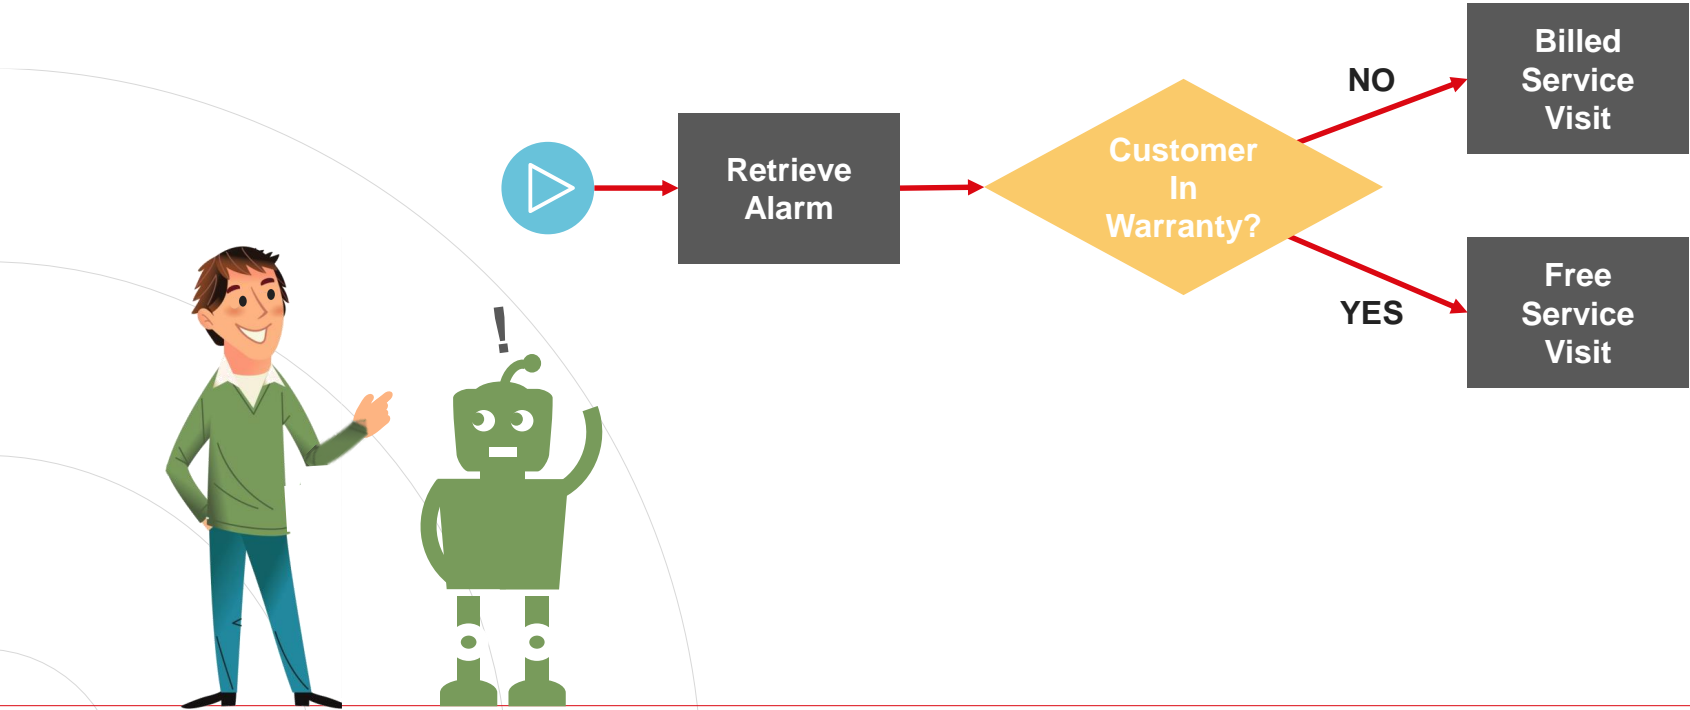 Retrieve
Alarm
Customer
In
Warranty?
NO
Billed
Service
Visit
YES
Free
Service
Visit
!